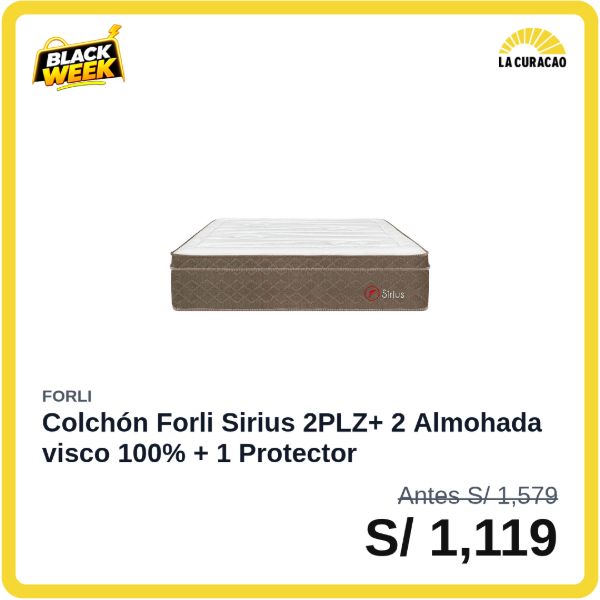 BLACK
WEEK
LA CURACAO
Sirius
FORLI
Colchón Forli Sirius 2PLZ+ 2 Almohada
visco 100% + 1 Protector
Antes S/ 1,579
S/ 1,119